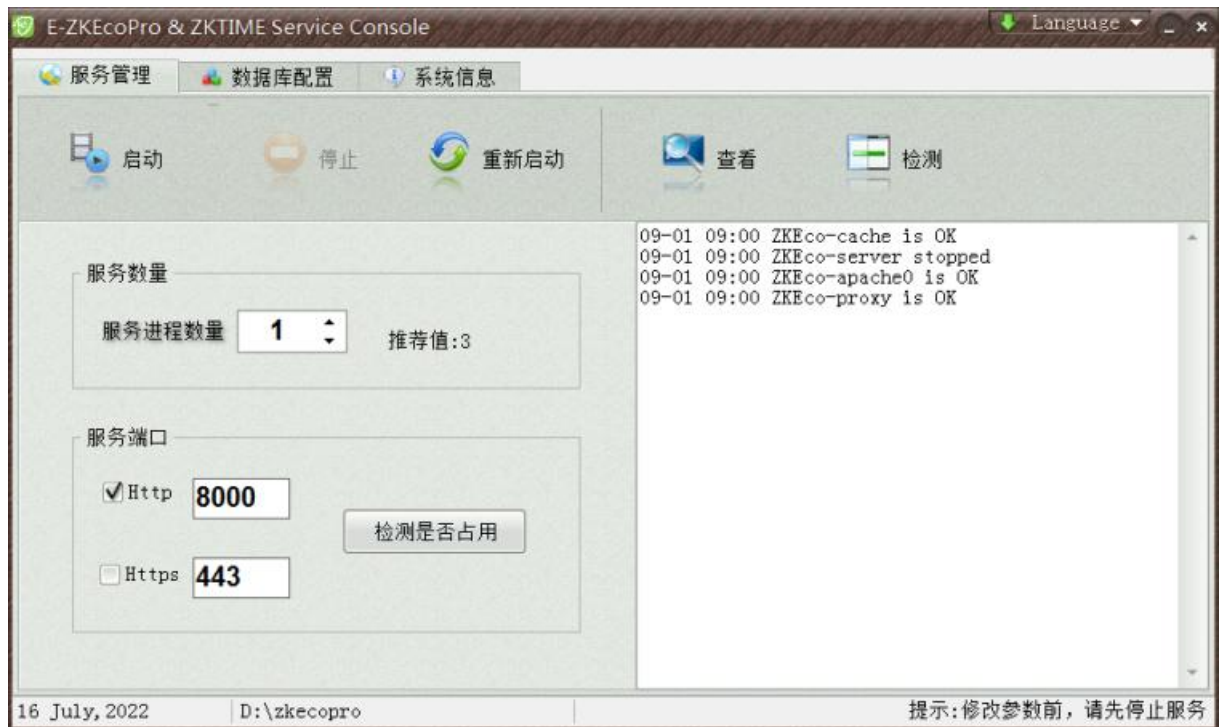 E-ZKEcoPro & ZKTIME Service Console
Language
服务管理
数据库配置
系统信息
启动
停止
重新启动
查看
检测
服务数量
服务进程数量
1
推荐值:3
服务端口
Http
8000
检测是否占用
Https
443
09-01 09:00 ZKEco-cache is OK
09-01 09:00 ZKEco-server stopped
09-01 09:00 ZKEco-apache0 is OK
09-01 09:00 ZKEco-proxy is OK
16 July,2022
D:\zkecopro
提示:修改参数前，请先停止服务